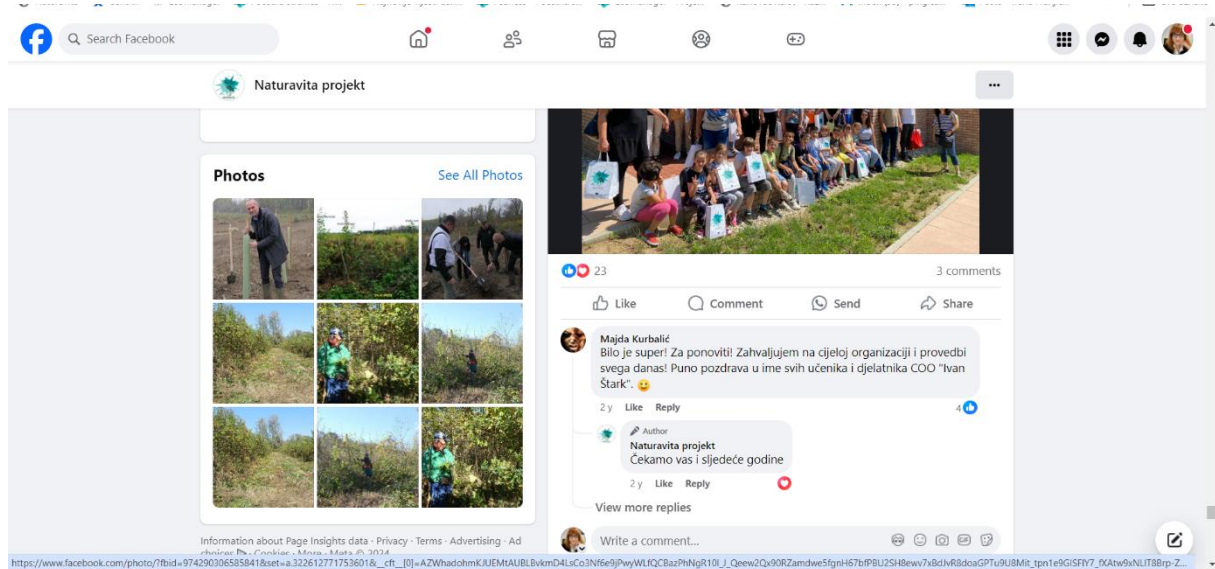 Search Facebook
Naturavita projekt
Photos
See All Photos
Information about Page Insights data · Privacy · Terms · Advertising · Ad
choices · Cookies · More · Meta © 2024
23
3 comments
Like Comment Send Share
Majda Kurbalić
Bilo je super! Za ponoviti! Zahvaljujem na cijeloj organizaciji i provedbi
svega danas! Puno pozdrava u ime svih učenika i djelatnika COO "Ivan
Štark". 😀
2 y Like Reply
4
Author
Naturavita projekt
Čekamo vas i sljedeće godine
2 y Like Reply
View more replies
Write a comment...